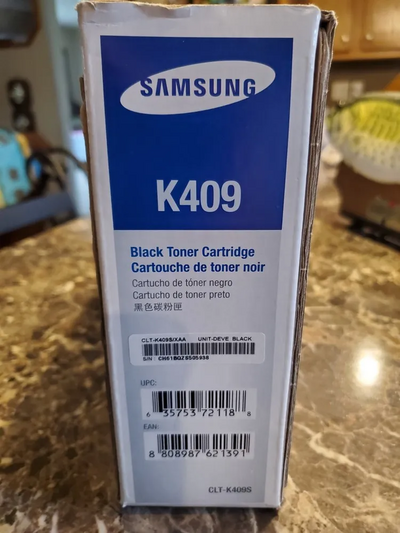 SAMSUNG
K409
Black Toner Cartridge
Cartouche de toner noir
Cartucho de tóner negro
Cartucho de toner preto
黑色碳粉匣
CLT-K409S/XAA UNIT-DEVE BLACK
S/N : CH61BGZ8505988
UPC:
6 35753 72118 8
EAN:
8 808987 621391
CLT-K409S